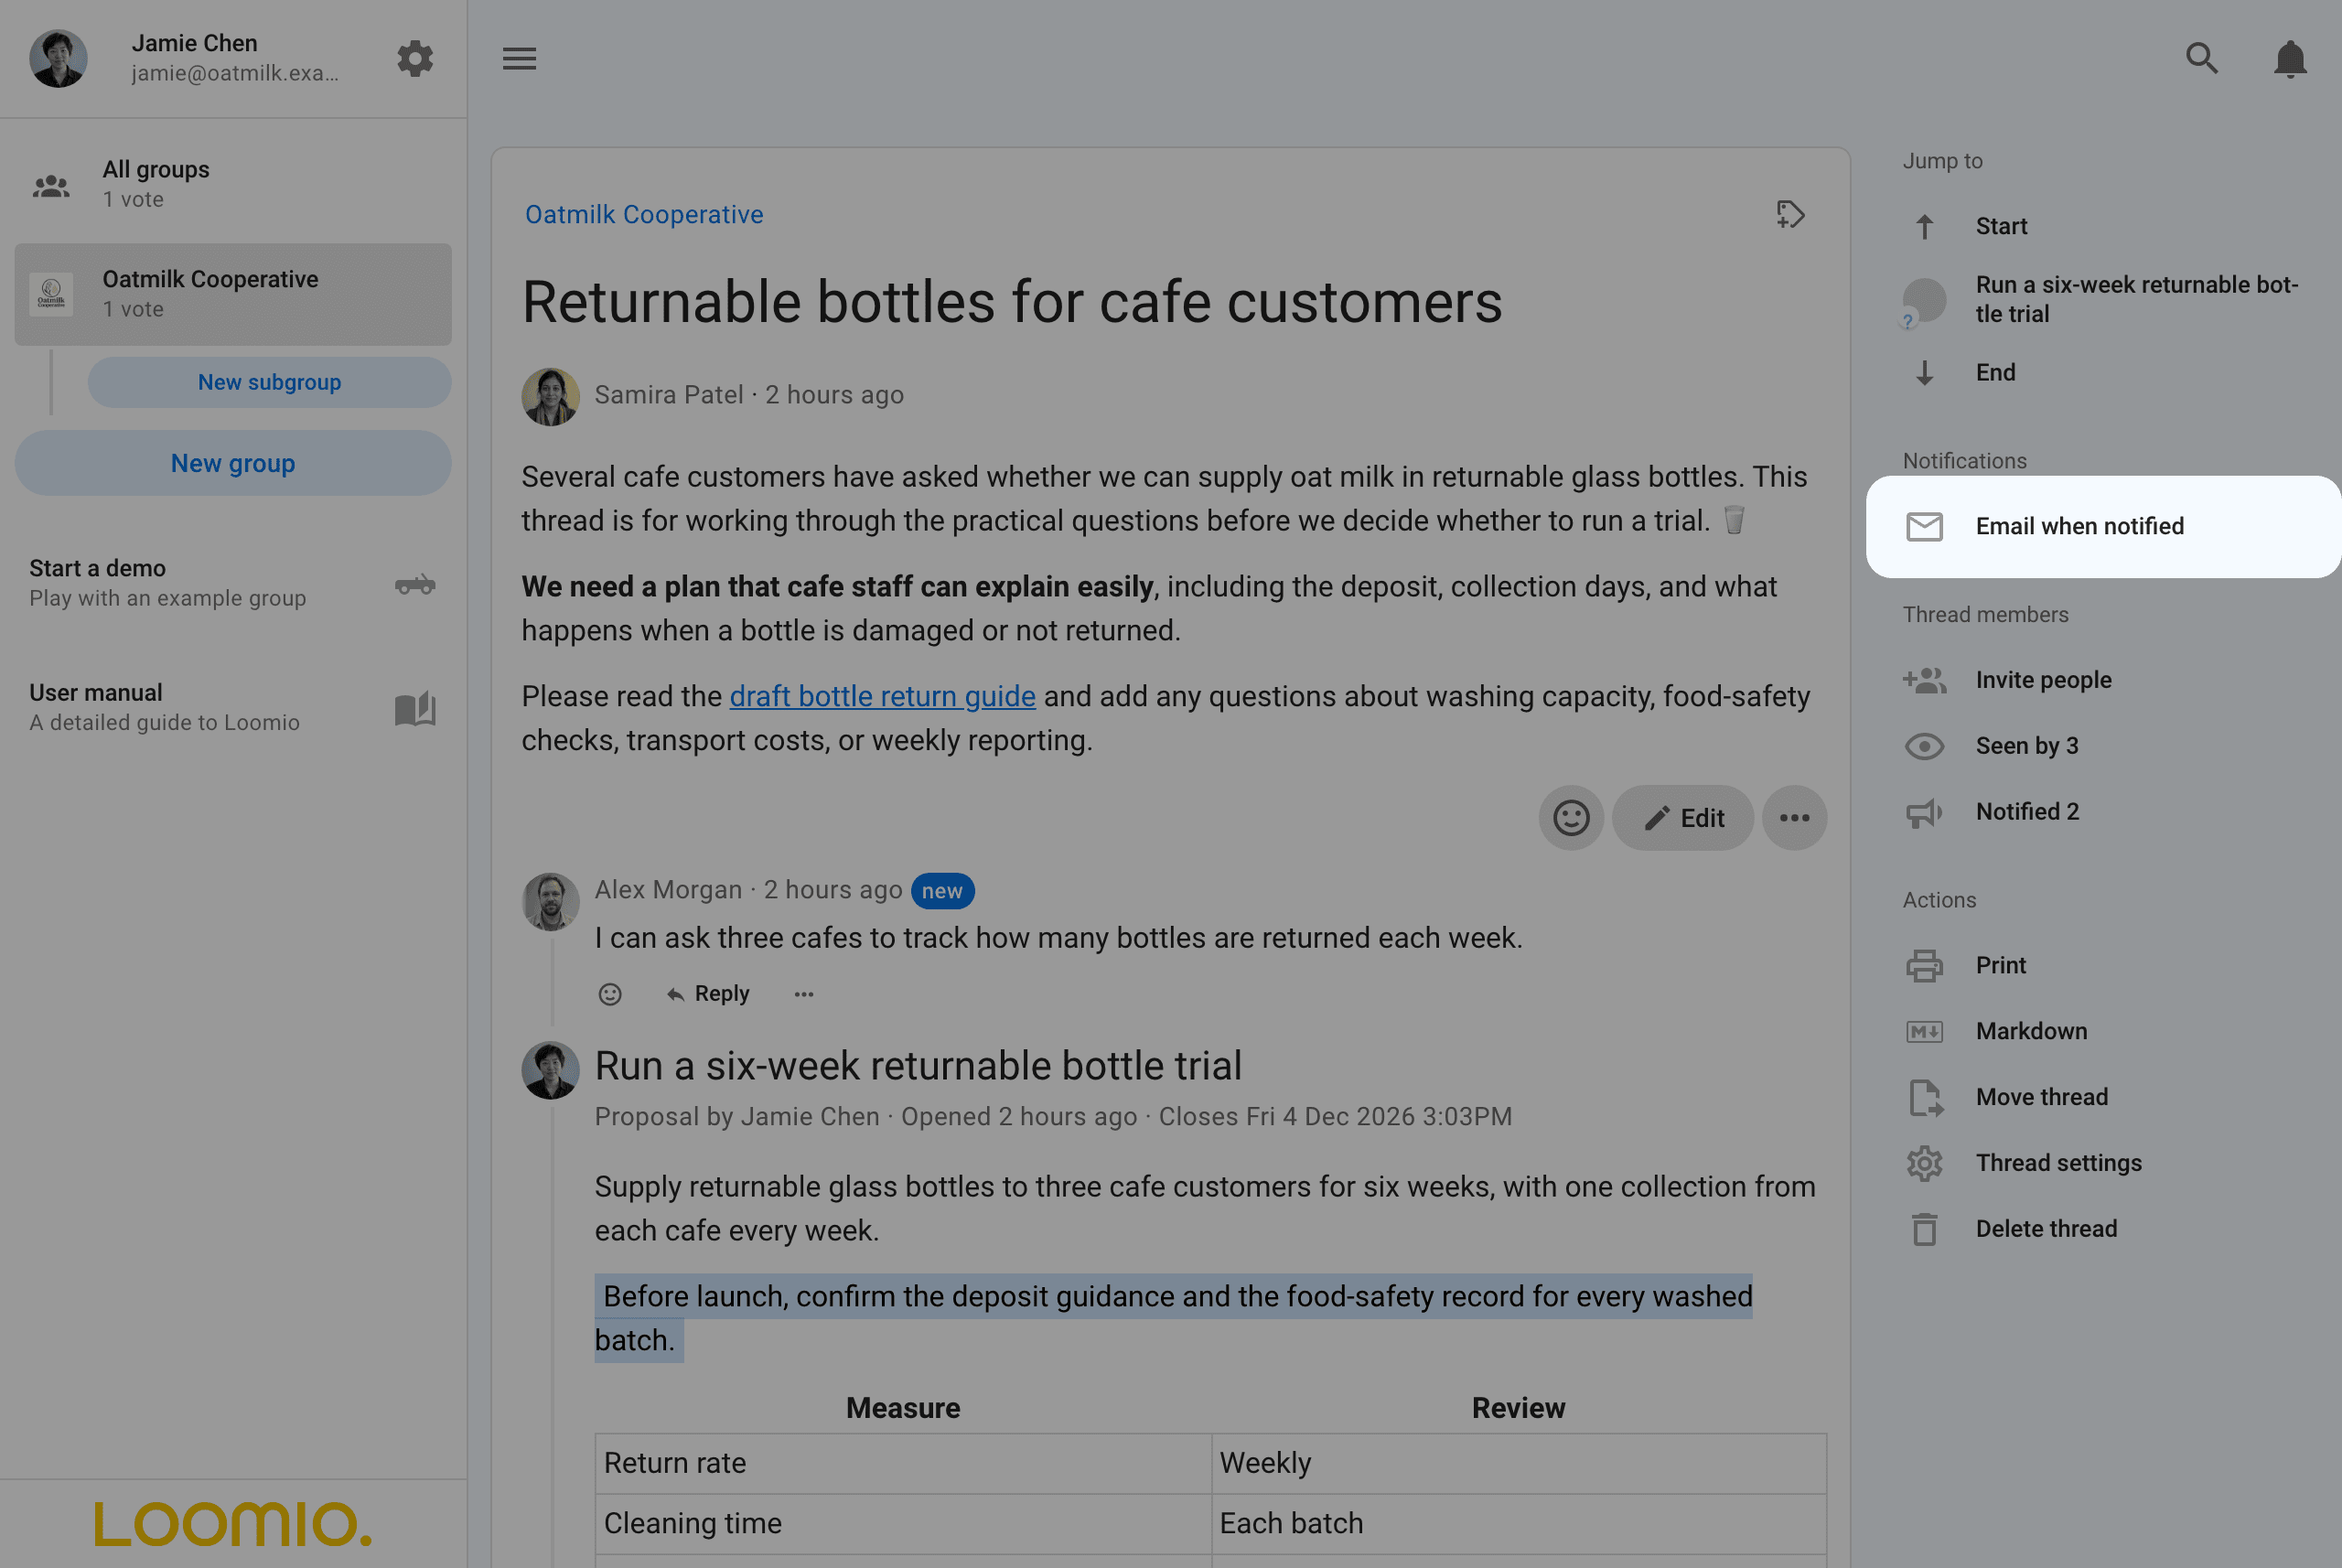 Jamie Chen
jamie@oatmilk.exa...
All groups
1 vote
Oatmilk Cooperative
Oatmilk Cooperative
1 vote
New subgroup
New group
Start a demo
Play with an example group
User manual
A detailed guide to Loomio
LOOMIO.
Oatmilk Cooperative
Returnable bottles for cafe customers
Samira Patel · 2 hours ago
Several cafe customers have asked whether we can supply oat milk in returnable glass bottles. This
thread is for working through the practical questions before we decide whether to run a trial. 🥛
We need a plan that cafe staff can explain easily, including the deposit, collection days, and what
happens when a bottle is damaged or not returned.
Please read the draft bottle return guide and add any questions about washing capacity, food-safety
checks, transport costs, or weekly reporting.
Edit
Alex Morgan · 2 hours ago new
I can ask three cafes to track how many bottles are returned each week.
Reply
Run a six-week returnable bottle trial
Proposal by Jamie Chen · Opened 2 hours ago · Closes Fri 4 Dec 2026 3:03PM
Supply returnable glass bottles to three cafe customers for six weeks, with one collection from
each cafe every week.
Before launch, confirm the deposit guidance and the food-safety record for every washed
batch.
Measure Review
Return rate Weekly
Cleaning time Each batch
Jump to
Start
?
Run a six-week returnable bot-
tle trial
End
Notifications
Email when notified
Thread members
Invite people
Seen by 3
Notified 2
Actions
Print
M Markdown
Move thread
Thread settings
Delete thread